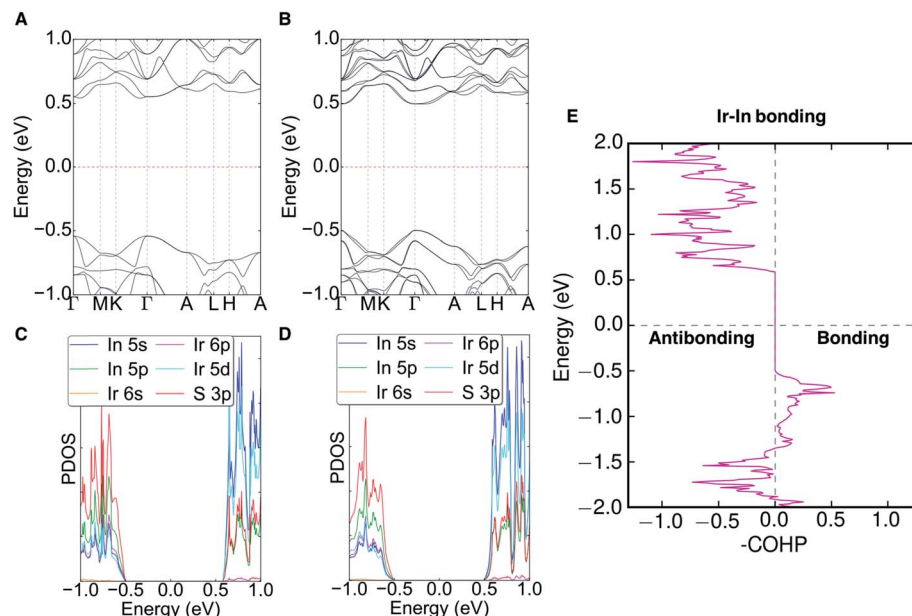 A
1.0
0.5
0.0
−0.5
−1.0
Energy (eV)
Γ M K Γ A L H A
B
1.0
0.5
0.0
−0.5
−1.0
Energy (eV)
Γ M K Γ A L H A
C
In 5s Ir 6p
In 5p Ir 5d
Ir 6s S 3p
PDOS
−1.0 −0.5 0.0 0.5 1.0
Energy (eV)
D
In 5s Ir 6p
In 5p Ir 5d
Ir 6s S 3p
PDOS
−1.0 −0.5 0.0 0.5 1.0
Energy (eV)
E
Ir-In bonding
2.0
1.5
1.0
0.5
0.0
−0.5
−1.0
−1.5
−2.0
Energy (eV)
Antibonding Bonding
−1.0 −0.5 0.0 0.5 1.0
-COHP